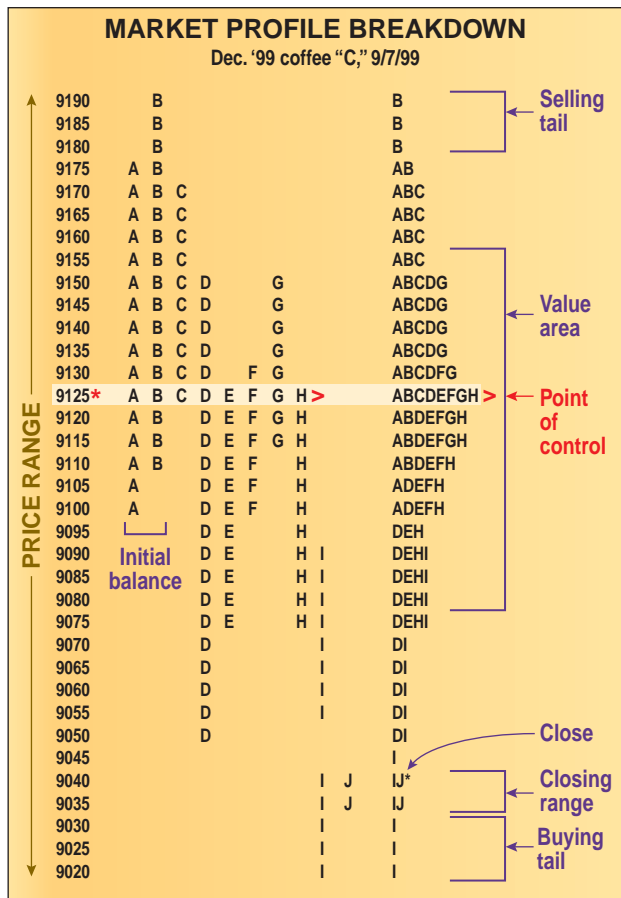 MARKET PROFILE BREAKDOWN
Dec. '99 coffee “C,” 9/7/99
PRICE RANGE
9190 B B
9185 B B
9180 B B
9175 A B AB
9170 A B C ABC
9165 A B C ABC
9160 A B C ABC
9155 A B C ABC
9150 A B C D G ABCDG
9145 A B C D G ABCDG
9140 A B C D G ABCDG
9135 A B C D G ABCDG
9130 A B C D F G ABCDFG
9125* A B C D E F G H > ABCDEFGH >
9120 A B D E F G H ABDEFGH
9115 A B D E F G H ABDEFGH
9110 A B D E F H ABDEFH
9105 A D E F H ADEFH
9100 A D E F H ADEFH
9095 D E H DEH
9090 D E H I DEHI
9085 D E H I DEHI
9080 D E H I DEHI
9075 D E H I DEHI
9070 D I DI
9065 D I DI
9060 D I DI
9055 D I DI
9050 D DI
9045 I
9040 I J IJ*
9035 I J IJ
9030 I I
9025 I I
9020 I I
Initial
balance
Selling
tail
Value
area
Point
of
control
Close
Closing
range
Buying
tail